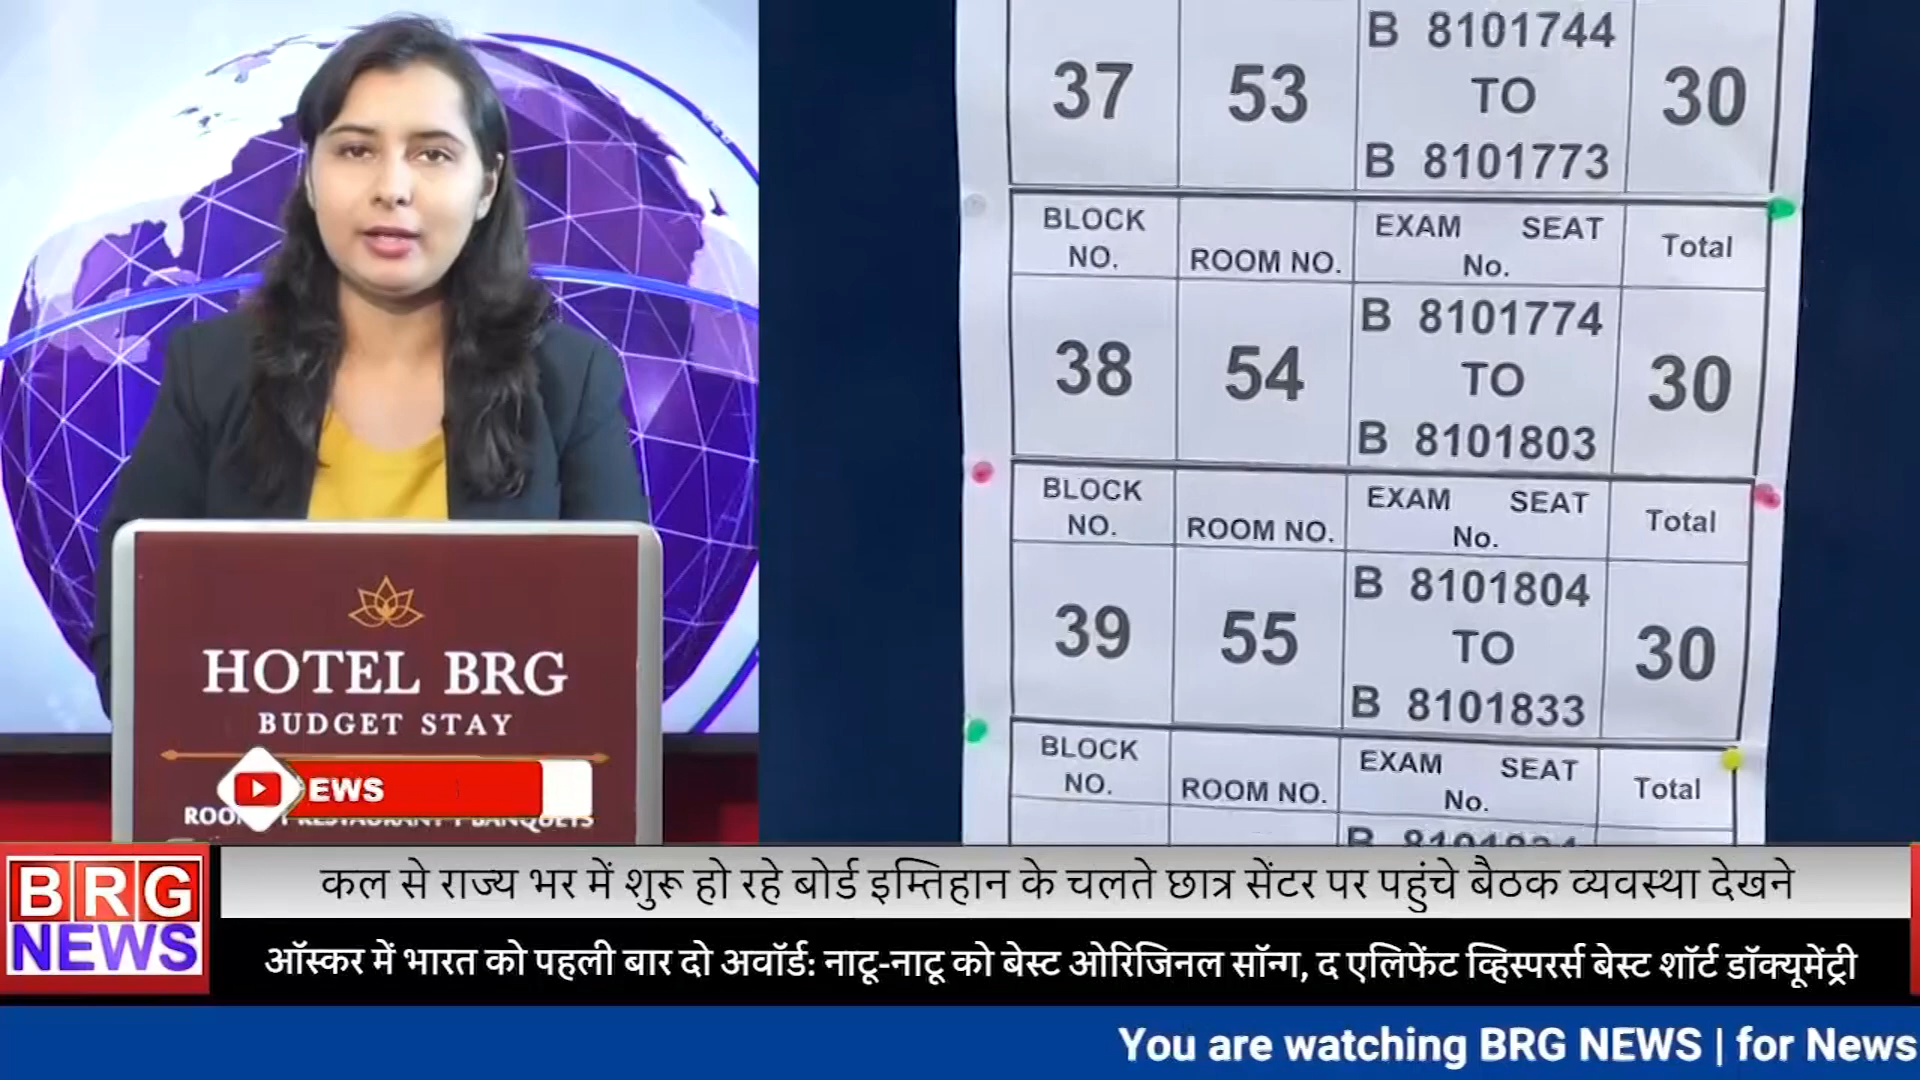 B 8101744
37 53 TO 30
B 8101773
BLOCK NO. ROOM NO. EXAM SEAT No. Total
B 8101774
38 54 TO 30
B 8101803
BLOCK NO. ROOM NO. EXAM SEAT No. Total
B 8101804
39 55 TO 30
B 8101833
BLOCK NO. ROOM NO. EXAM SEAT No. Total
HOTEL BRG
BUDGET STAY
EWS
RESTAURANT BANQUETS
BRG
NEWS
कल से राज्य भर में शुरू हो रहे बोर्ड इम्तिहान के चलते छात्र सेंटर पर पहुंचे बैठक व्यवस्था देखने
ऑस्कर में भारत को पहली बार दो अवॉर्ड: नाटू-नाटू को बेस्ट ओरिजिनल सॉन्ग, द एलिफेंट व्हिस्परर्स बेस्ट शॉर्ट डॉक्यूमेंट्री
You are watching BRG NEWS | for News